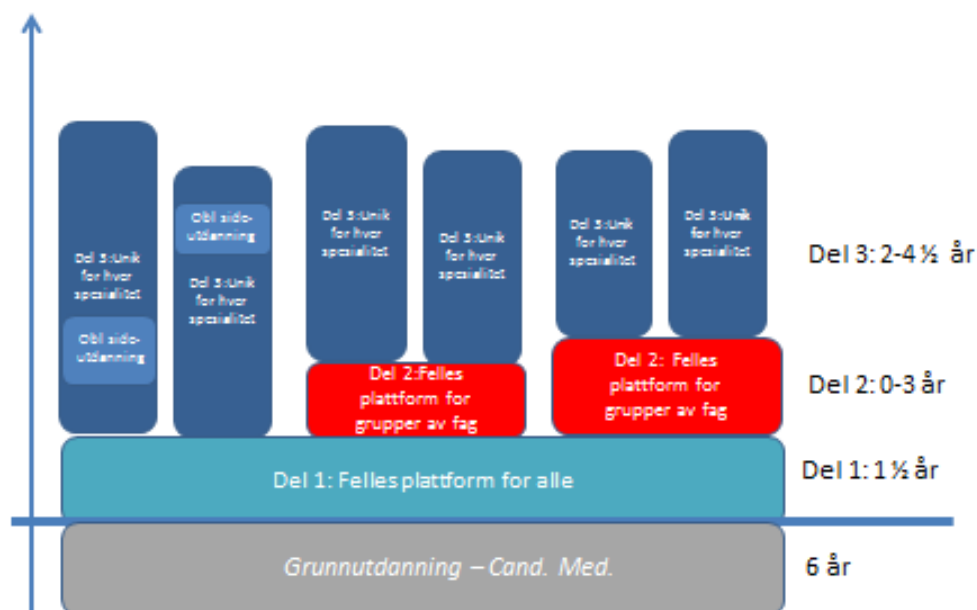 Del 3:Unik
for hver
spesialitet
Obl side-
utdanning
Obl side-
utdanning
Del 3:Unik
for hver
spesialitet
Del 3:Unik
for hver
spesialitet
Del 3:Unik
for hver
spesialitet
Del 3:Unik
for hver
spesialitet
Del 3:Unik
for hver
spesialitet
Del 3: 2-4 ½ år
Del 2:Felles
plattform for
grupper av fag
Del 2: Felles
plattform for
grupper av fag
Del 2: 0-3 år
Del 1: Felles plattform for alle
Del 1: 1 ½ år
Grunnutdanning – Cand. Med.
6 år